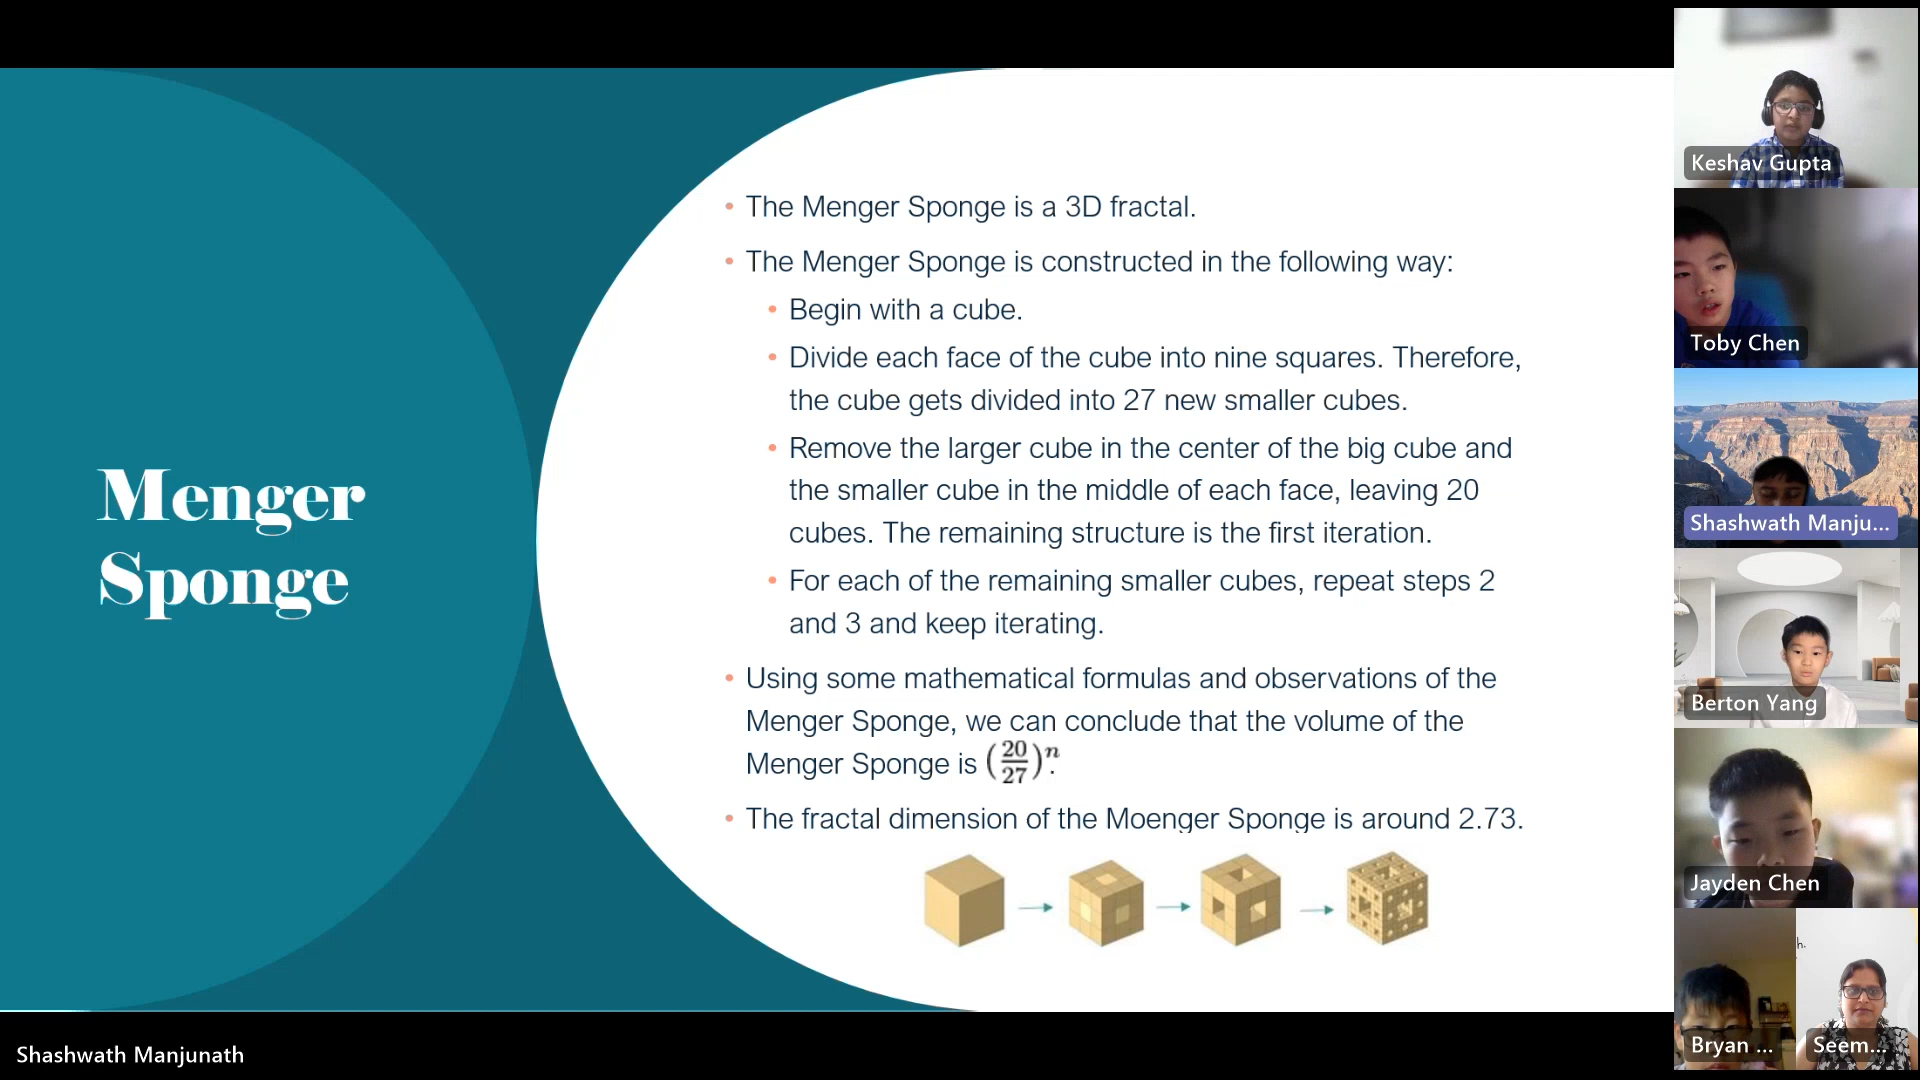 Menger
Sponge
• The Menger Sponge is a 3D fractal.
• The Menger Sponge is constructed in the following way:
• Begin with a cube.
• Divide each face of the cube into nine squares. Therefore,
the cube gets divided into 27 new smaller cubes.
• Remove the larger cube in the center of the big cube and
the smaller cube in the middle of each face, leaving 20
cubes. The remaining structure is the first iteration.
• For each of the remaining smaller cubes, repeat steps 2
and 3 and keep iterating.
• Using some mathematical formulas and observations of the
Menger Sponge, we can conclude that the volume of the
Menger Sponge is (20/27)^n.
• The fractal dimension of the Moenger Sponge is around 2.73.
Shashwath Manjunath
Keshav Gupta
Toby Chen
Shashwath Manju...
Berton Yang
Jayden Chen
h.
Bryan ...
Seem...